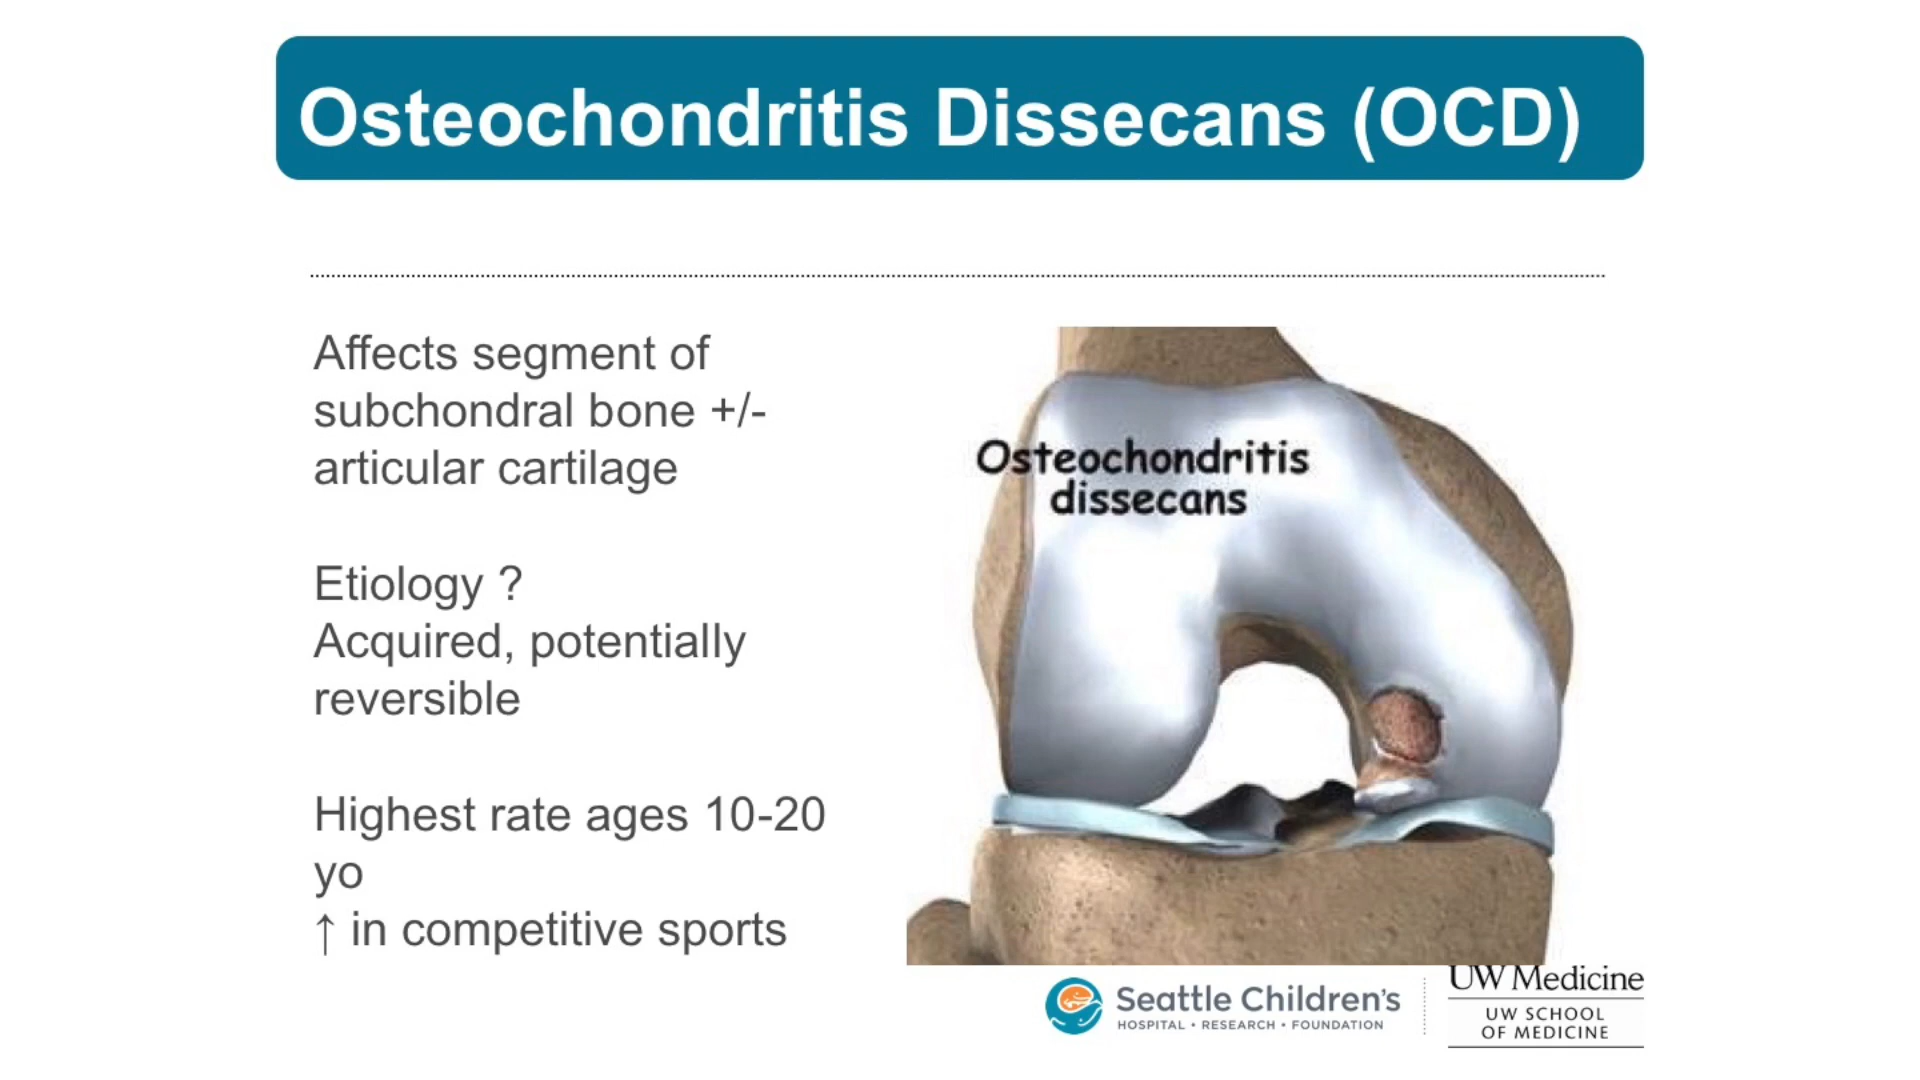 Osteochondritis Dissecans (OCD)
Affects segment of
subchondral bone +/-
articular cartilage
Etiology ?
Acquired, potentially
reversible
Highest rate ages 10-20
yo
↑ in competitive sports
Osteochondritis
dissecans
Seattle Children's
HOSPITAL • RESEARCH • FOUNDATION
UW Medicine
UW SCHOOL
OF MEDICINE